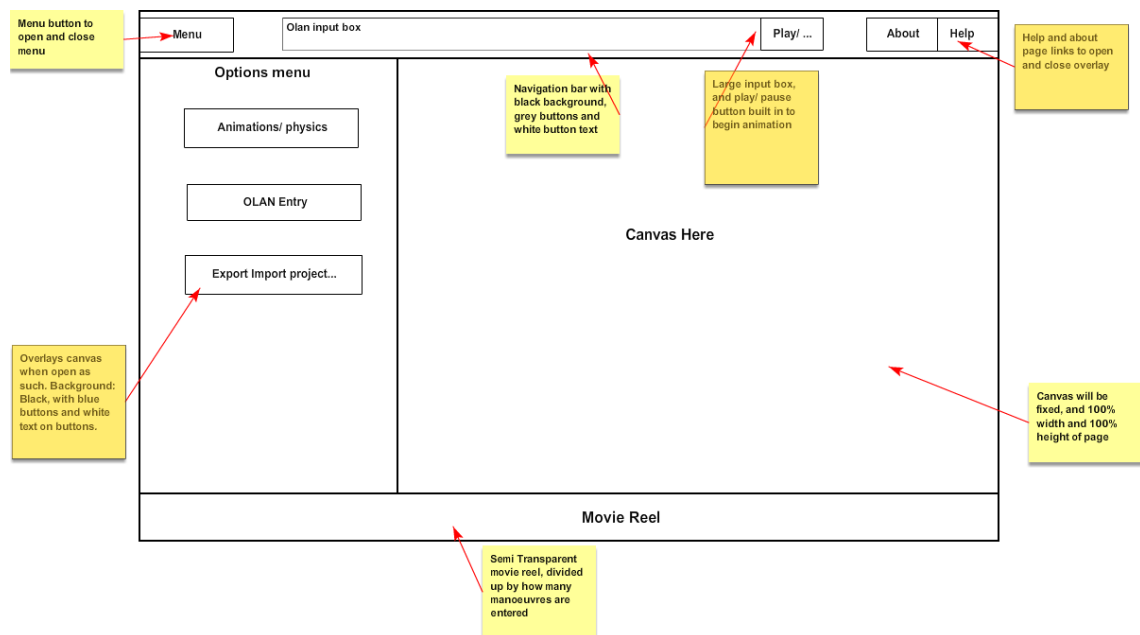 Menu button to
open and close
menu
Menu
Olan input box
Play/ ...
About
Help
Help and about
page links to open
and close overlay
Options menu
Navigation bar with
black background,
grey buttons and
white button text
Large input box,
and play/ pause
button built in to
begin animation
Animations/ physics
OLAN Entry
Canvas Here
Export Import project...
Overlays canvas
when open as
such. Background:
Black, with blue
buttons and white
text on buttons.
Canvas will be
fixed, and 100%
width and 100%
height of page
Movie Reel
Semi Transparent
movie reel, divided
up by how many
manoeuvres are
entered